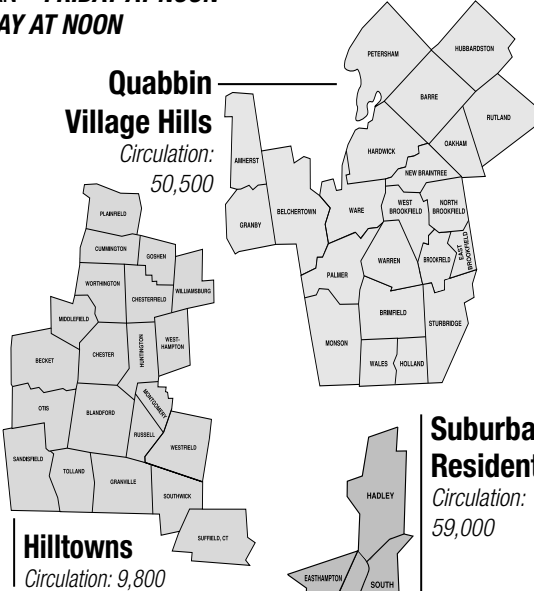 FRIDAY AT NOON
AY AT NOON
Quabbin
Village Hills
Circulation:
50,500
PETERSHAM
HUBBARDSTON
BARRE
RUTLAND
HARDWICK
OAKHAM
NEW BRAINTREE
AMHERST
BELCHERTOWN
GRANBY
WARE
WEST
BROOKFIELD
NORTH
BROOKFIELD
PALMER
WARREN
BROOKFIELD
EAST
BROOKFIELD
BRIMFIELD
STURBRIDGE
MONSON
WALES
HOLLAND
PLAINFIELD
CUMMINGTON
GOSHEN
WORTHINGTON
CHESTERFIELD
WILLIAMSBURG
MIDDLEFIELD
BECKET
CHESTER
HUNTINGTON
WEST-
HAMPTON
OTIS
BLANDFORD
MONTGOMERY
RUSSELL
WESTFIELD
SANDISFIELD
TOLLAND
GRANVILLE
SOUTHWICK
SUFFIELD, CT
Hilltowns
Circulation: 9,800
Suburba
Resident
Circulation:
59,000
HADLEY
EASTHAMPTON
SOUTH